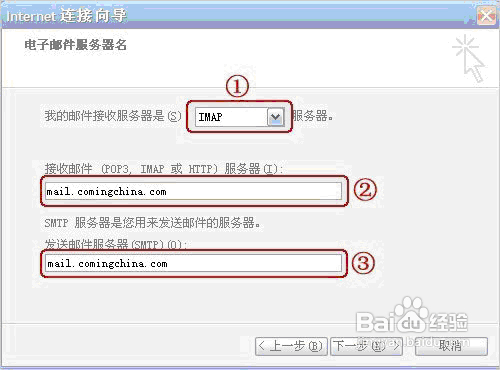 Internet 连接向导
电子邮件服务器名
①
我的邮件接收服务器是(S) IMAP 服务器。
接收邮件 (POP3, IMAP 或 HTTP) 服务器(I):
mail.comingchina.com ②
SMTP 服务器是您用来发送邮件的服务器。
发送邮件服务器(SMTP)(O):
mail.comingchina.com ③
Baidu经验
jingyan.baidu.com
< 上一步(B) 下一步(N) > 取消